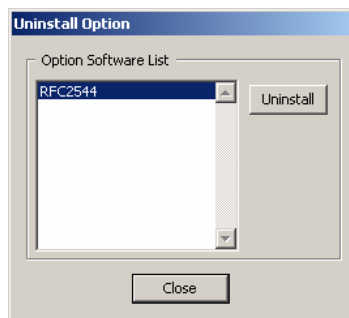 Uninstall Option
Option Software List
RFC2544
Uninstall
Close